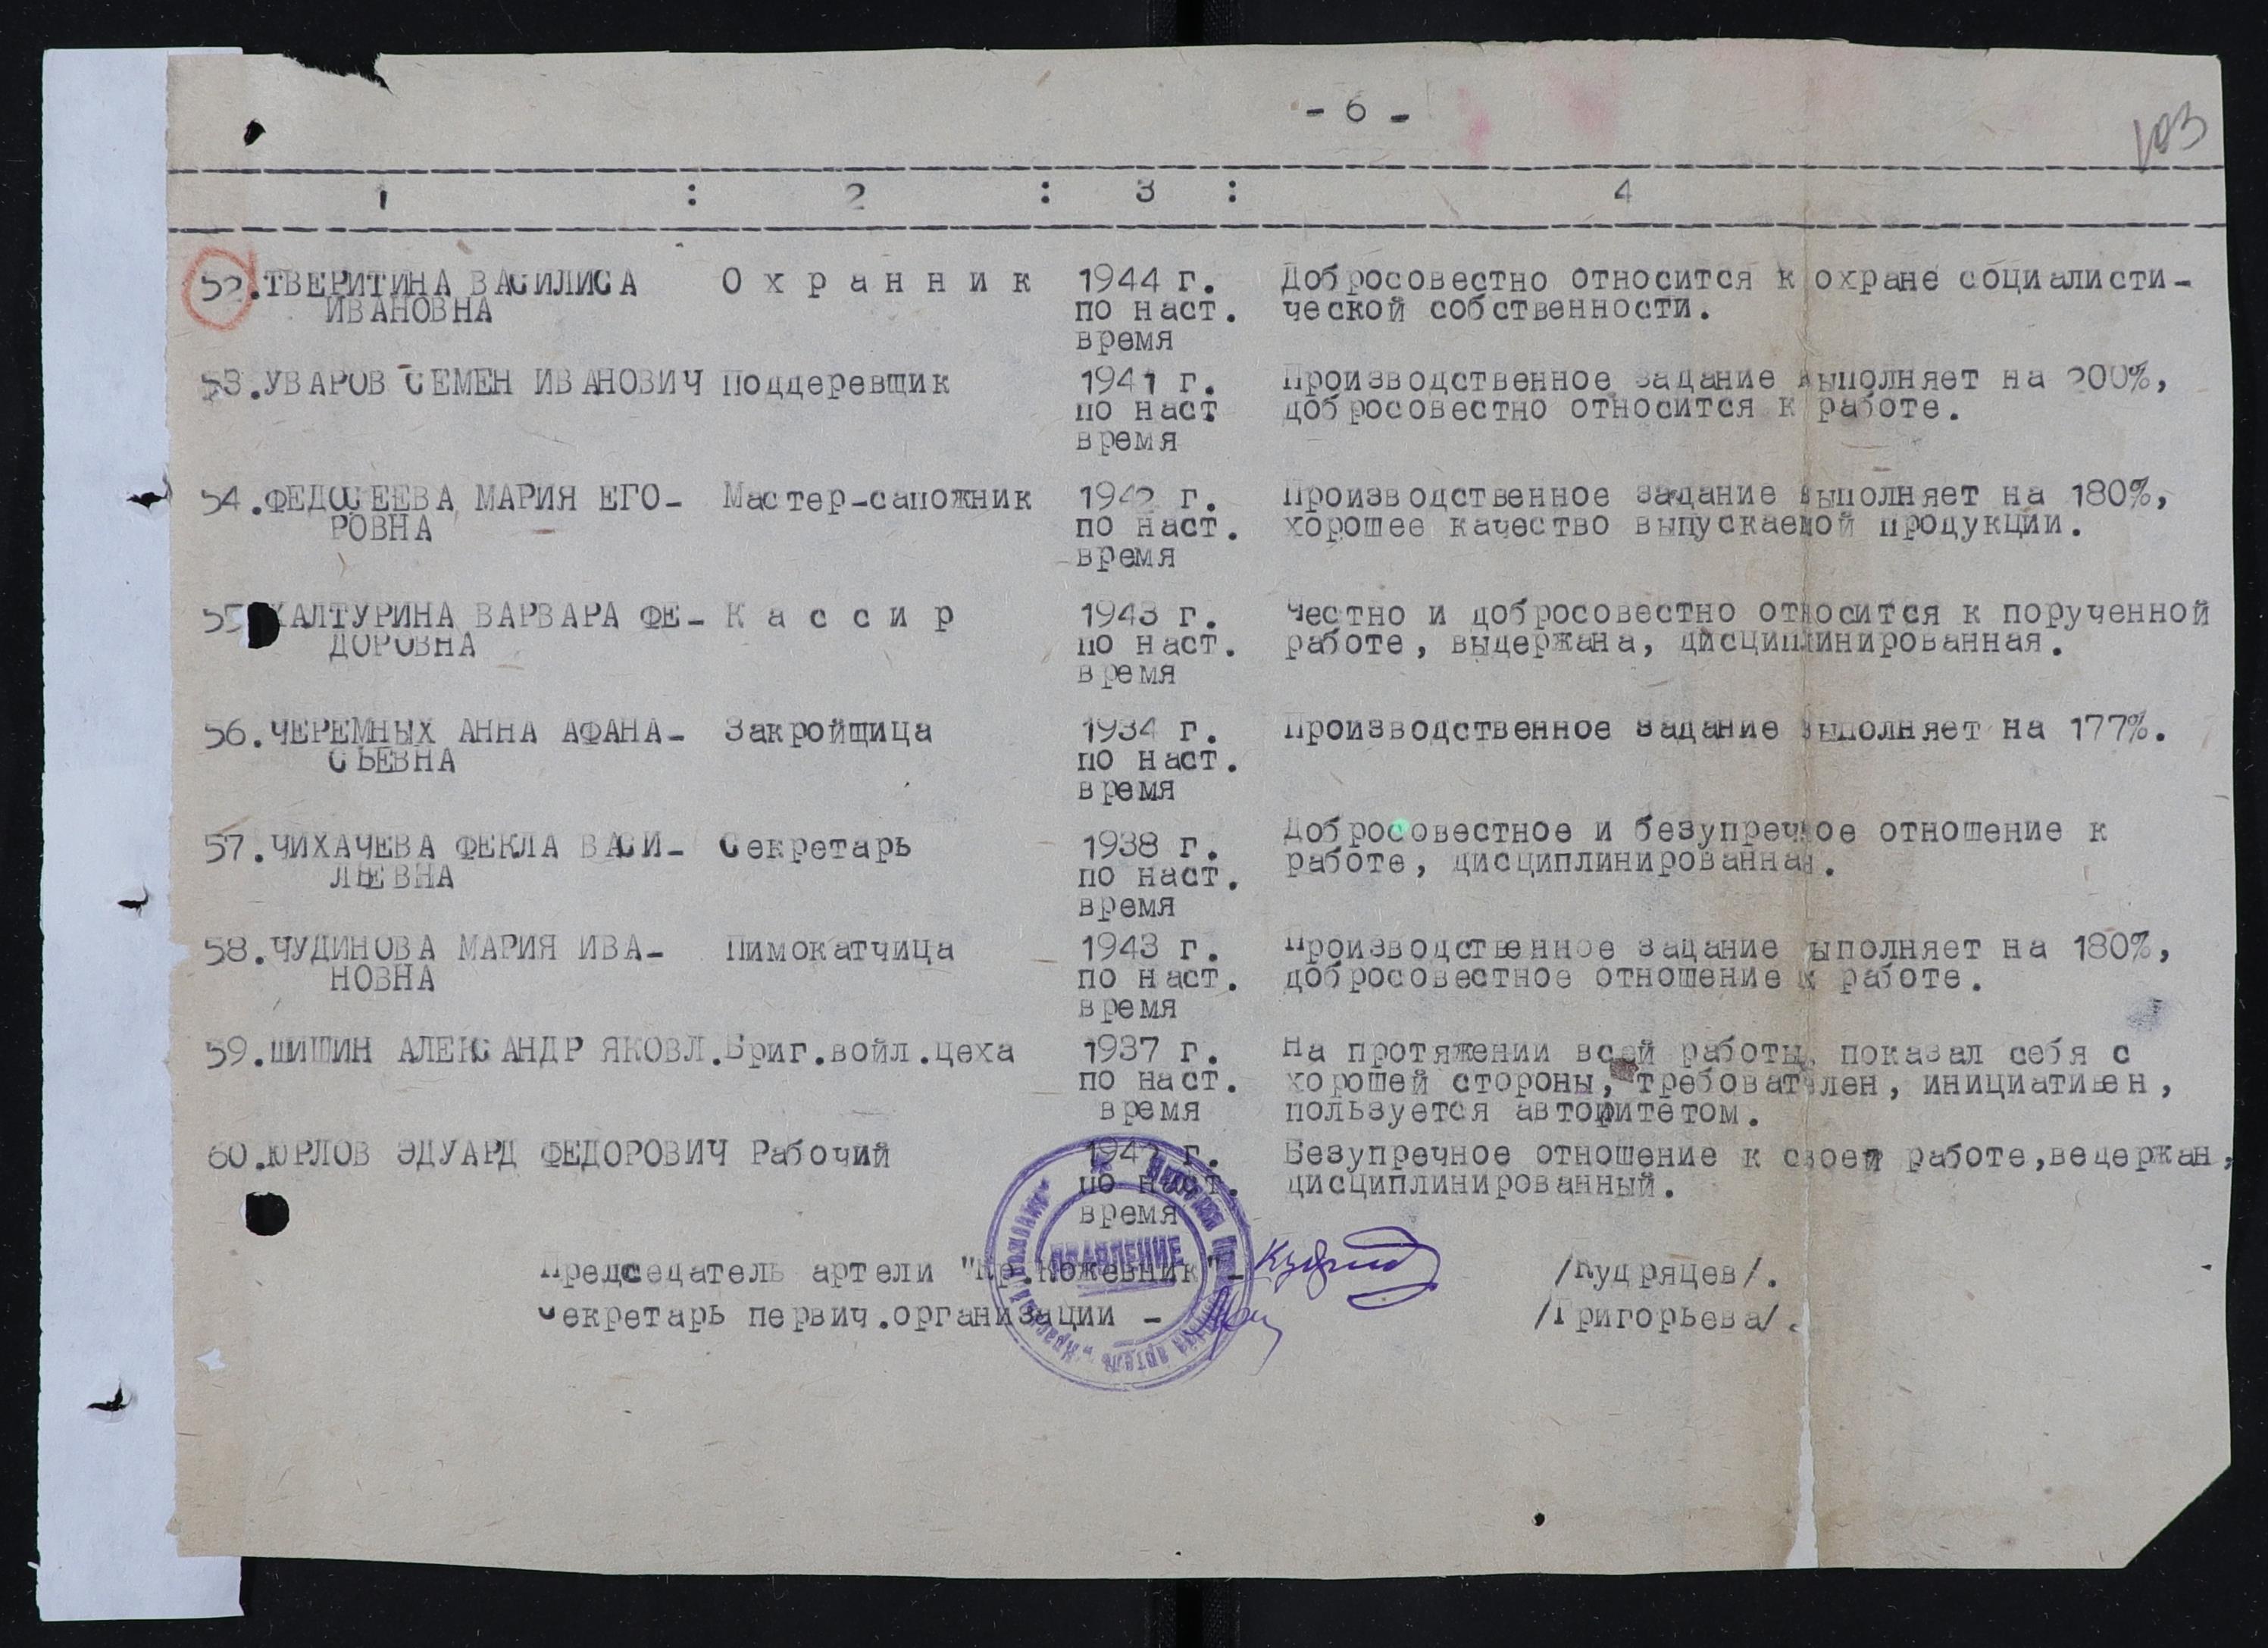 - 6 -
103
1 : 2 : 3 : 4
52. ТВЕРИТИНА ВАСИЛИСА О х р а н н и к 1944 г. Добросовестно относится к охране социалисти-
ИВАНОВНА по наст. ческой собственности.
время
53. УВАРОВ СЕМЕН ИВАНОВИЧ Поддеревщик 1941 г. Производственное задание выполняет на 200%,
по наст добросовестно относится к работе.
время
54. ФЕДОСЕЕВА МАРИЯ ЕГО- Мастер-сапожник 1942 г. Производственное задание выполняет на 180%,
РОВНА по наст. хорошее качество выпускаемой продукции.
время
55 ХАЛТУРИНА ВАРВАРА ФЕ- К а с с и р 1943 г. Честно и добросовестно относится к порученной
ДОРОВНА по наст. работе, выдержана, дисциплинированная.
время
56. ЧЕРЕМНЫХ АННА АФАНА- Закройщица 1934 г. Производственное задание выполняет на 177%.
СЬЕВНА по наст.
время
57. ЧИХАЧЕВА ФЕКЛА ВАСИ- Секретарь 1938 г. Добросовестное и безупречное отношение к
ЛЬЕВНА по наст. работе, дисциплинированная.
время
58. ЧУДИНОВА МАРИЯ ИВА- Пимокатчица 1943 г. Производственное задание выполняет на 180%,
НОВНА по наст. добросовестное отношение к работе.
время
59. ШИШИН АЛЕКСАНДР ЯКОВЛ. Бриг.войл.цеха 1937 г. На протяжении всей работы, показал себя с
по наст. хорошей стороны, требователен, инициативен,
время пользуется авторитетом.
60. ЮРЛОВ ЭДУАРД ФЕДОРОВИЧ Рабочий 1942 г. Безупречное отношение к своей работе, ведержан,
по наст. дисциплинированный.
время
ПРАВЛЕНИЕ
Председатель артели "Кр.Кожевник" - /Кудряцев/.
Секретарь первич.организации - /Григорьева/.